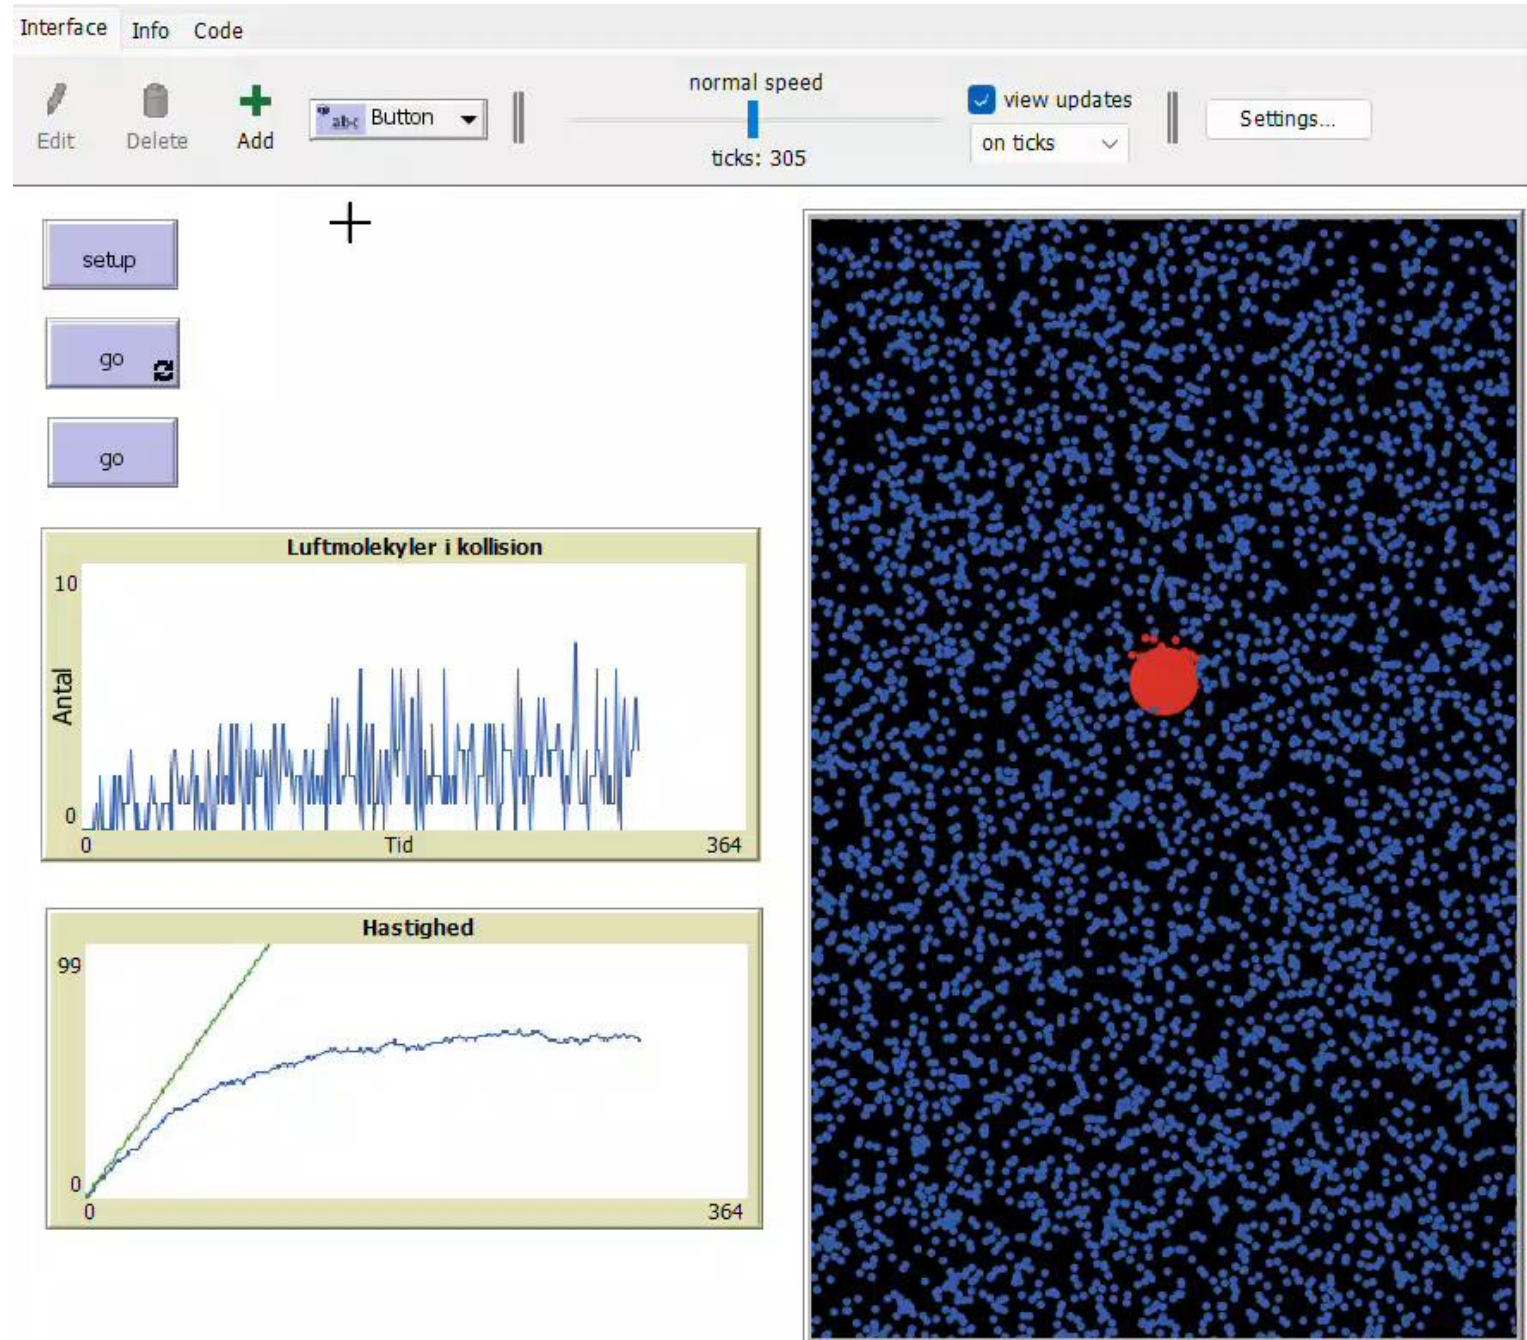 Interface Info Code
Edit Delete Add
abc Button
normal speed
ticks: 305
view updates
on ticks
Settings...
setup
go
go
Luftmolekyler i kollision
10
Antal
0
0 Tid 364
Hastighed
99
0
0 364